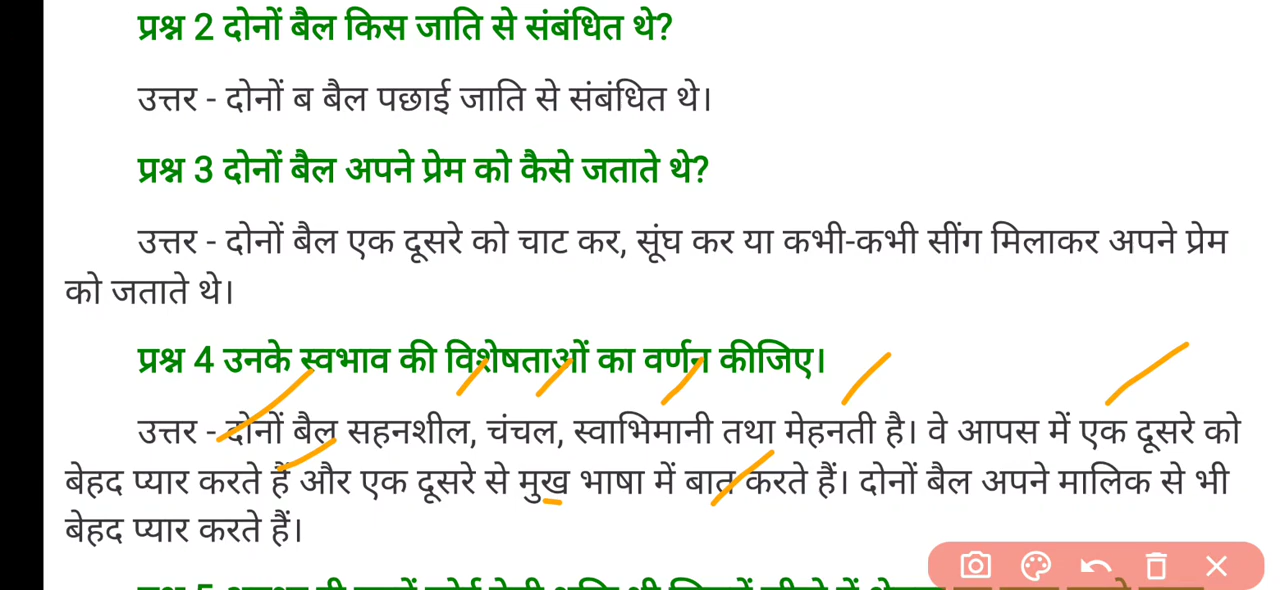 प्रश्न 2 दोनों बैल किस जाति से संबंधित थे?
उत्तर - दोनों ब बैल पछाई जाति से संबंधित थे।
प्रश्न 3 दोनों बैल अपने प्रेम को कैसे जताते थे?
उत्तर - दोनों बैल एक दूसरे को चाट कर, सूंघ कर या कभी-कभी सींग मिलाकर अपने प्रेम
को जताते थे।
प्रश्न 4 उनके स्वभाव की विशेषताओं का वर्णन कीजिए।
उत्तर - दोनों बैल सहनशील, चंचल, स्वाभिमानी तथा मेहनती है। वे आपस में एक दूसरे को
बेहद प्यार करते हैं और एक दूसरे से मुख भाषा में बात करते हैं। दोनों बैल अपने मालिक से भी
बेहद प्यार करते हैं।
प्रश्न 5